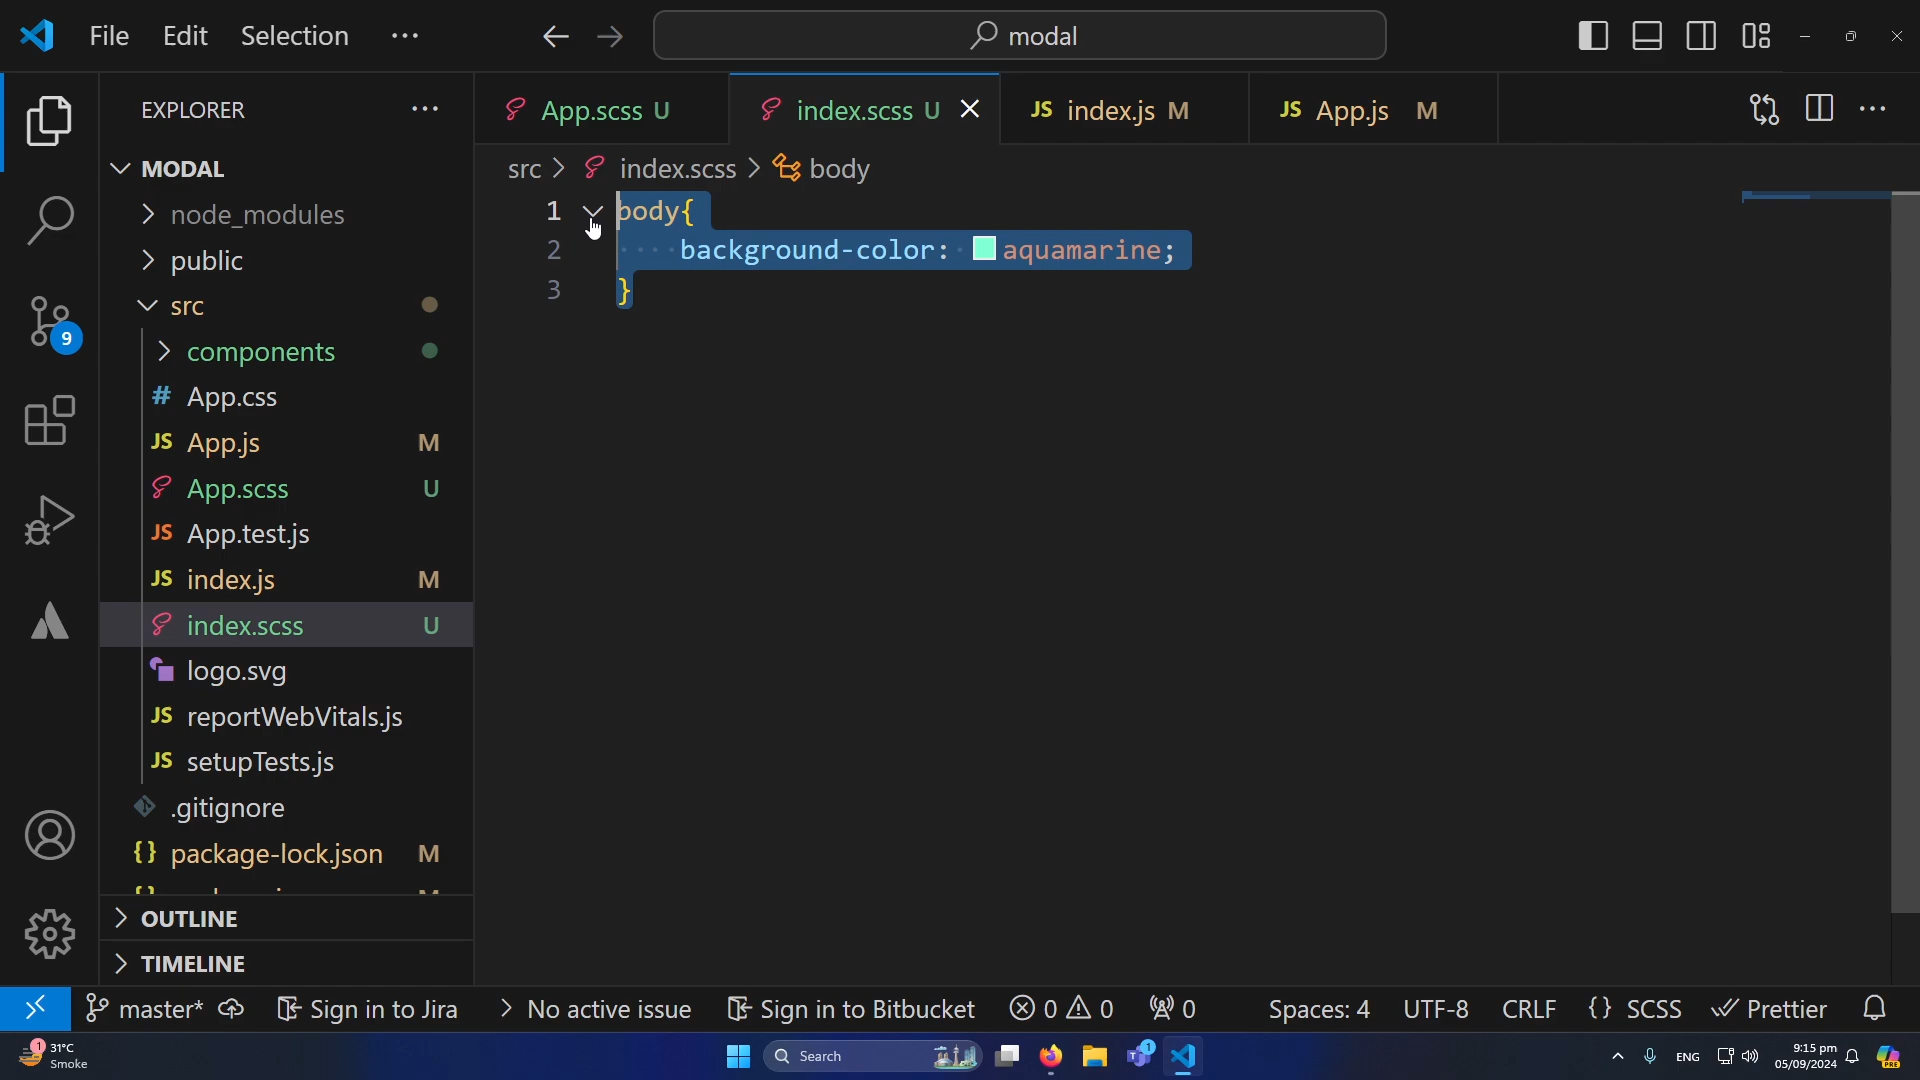 File Edit Selection ···
modal
EXPLORER ···
MODAL
node_modules
public
src
components
# App.css
JS App.js M
App.scss U
JS App.test.js
JS index.js M
index.scss U
logo.svg
JS reportWebVitals.js
JS setupTests.js
.gitignore
{} package-lock.json M
OUTLINE
TIMELINE
9
App.scss U
index.scss U
JS index.js M
JS App.js M
src > index.scss > body
1 body{
2 background-color: aquamarine;
3 }
master* Sign in to Jira > No active issue Sign in to Bitbucket 0 0 0 Spaces: 4 UTF-8 CRLF {} SCSS Prettier
1 31°C
Smoke
Search
1
ENG
9:15 pm
05/09/2024
PRE